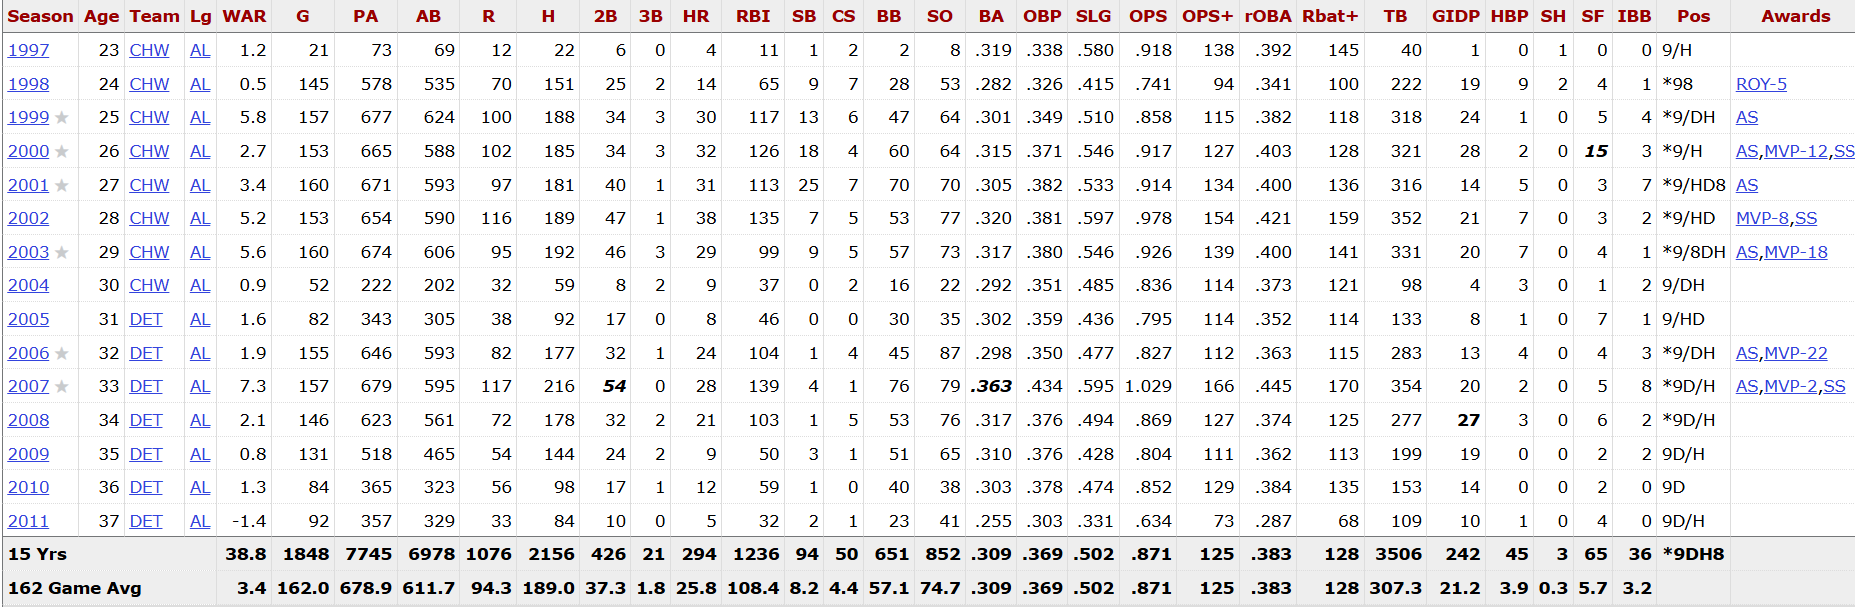 Season Age Team Lg WAR G PA AB R H 2B 3B HR RBI SB CS BB SO BA OBP SLG OPS OPS+ rOBA Rbat+ TB GIDP HBP SH SF IBB Pos Awards
1997 23 CHW AL 1.2 21 73 69 12 22 6 0 4 11 1 2 2 8 .319 .338 .580 .918 138 .392 145 40 1 0 1 0 0 9/H
1998 24 CHW AL 0.5 145 578 535 70 151 25 2 14 65 9 7 28 53 .282 .326 .415 .741 94 .341 100 222 19 9 2 4 1 *98 ROY-5
1999 ★ 25 CHW AL 5.8 157 677 624 100 188 34 3 30 117 13 6 47 64 .301 .349 .510 .858 115 .382 118 318 24 1 0 5 4 *9/DH AS
2000 ★ 26 CHW AL 2.7 153 665 588 102 185 34 3 32 126 18 4 60 64 .315 .371 .546 .917 127 .403 128 321 28 2 0 15 3 *9/H AS,MVP-12,SS
2001 ★ 27 CHW AL 3.4 160 671 593 97 181 40 1 31 113 25 7 70 70 .305 .382 .533 .914 134 .400 136 316 14 5 0 3 7 *9/HD8 AS
2002 28 CHW AL 5.2 153 654 590 116 189 47 1 38 135 7 5 53 77 .320 .381 .597 .978 154 .421 159 352 21 7 0 3 2 *9/HD MVP-8,SS
2003 ★ 29 CHW AL 5.6 160 674 606 95 192 46 3 29 99 9 5 57 73 .317 .380 .546 .926 139 .400 141 331 20 7 0 4 1 *9/8DH AS,MVP-18
2004 30 CHW AL 0.9 52 222 202 32 59 8 2 9 37 0 2 16 22 .292 .351 .485 .836 114 .373 121 98 4 3 0 1 2 9/DH
2005 31 DET AL 1.6 82 343 305 38 92 17 0 8 46 0 0 30 35 .302 .359 .436 .795 114 .352 114 133 8 1 0 7 1 9/HD
2006 ★ 32 DET AL 1.9 155 646 593 82 177 32 1 24 104 1 4 45 87 .298 .350 .477 .827 112 .363 115 283 13 4 0 4 3 *9/DH AS,MVP-22
2007 ★ 33 DET AL 7.3 157 679 595 117 216 54 0 28 139 4 1 76 79 .363 .434 .595 1.029 166 .445 170 354 20 2 0 5 8 *9D/H AS,MVP-2,SS
2008 34 DET AL 2.1 146 623 561 72 178 32 2 21 103 1 5 53 76 .317 .376 .494 .869 127 .374 125 277 27 3 0 6 2 *9D/H
2009 35 DET AL 0.8 131 518 465 54 144 24 2 9 50 3 1 51 65 .310 .376 .428 .804 111 .362 113 199 19 0 0 2 2 9D/H
2010 36 DET AL 1.3 84 365 323 56 98 17 1 12 59 1 0 40 38 .303 .378 .474 .852 129 .384 135 153 14 0 0 2 0 9D
2011 37 DET AL -1.4 92 357 329 33 84 10 0 5 32 2 1 23 41 .255 .303 .331 .634 73 .287 68 109 10 1 0 4 0 9D/H
15 Yrs 38.8 1848 7745 6978 1076 2156 426 21 294 1236 94 50 651 852 .309 .369 .502 .871 125 .383 128 3506 242 45 3 65 36 *9DH8
162 Game Avg 3.4 162.0 678.9 611.7 94.3 189.0 37.3 1.8 25.8 108.4 8.2 4.4 57.1 74.7 .309 .369 .502 .871 125 .383 128 307.3 21.2 3.9 0.3 5.7 3.2